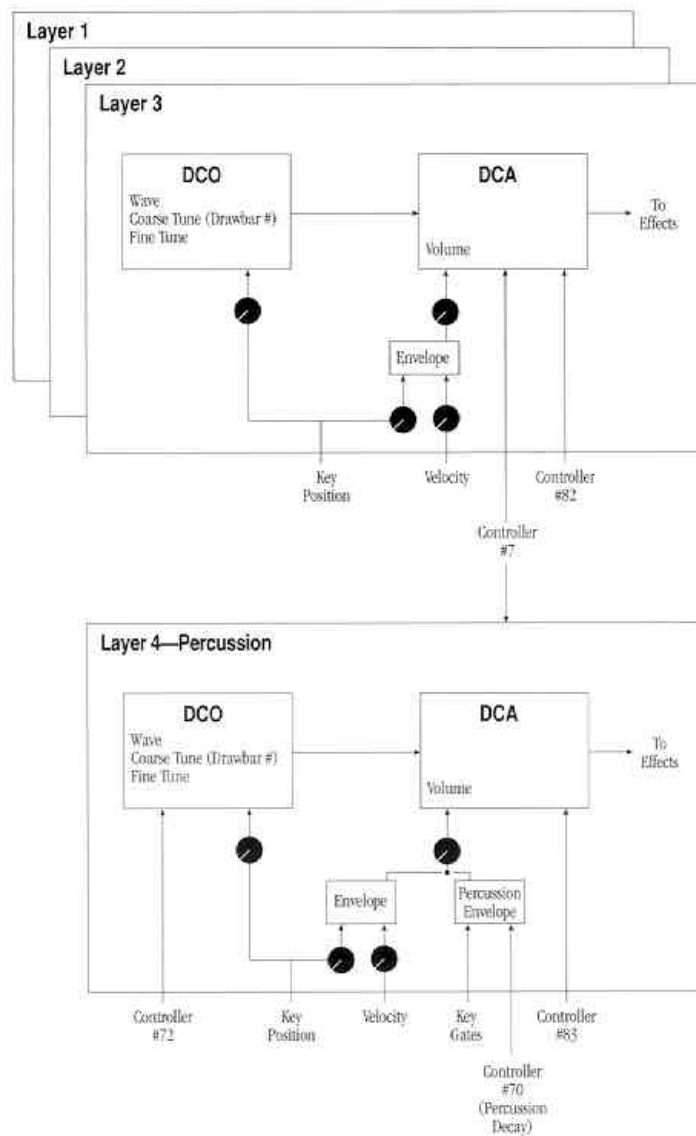 Layer 1
Layer 2
Layer 3
DCO
Wave
Coarse Tune (Drawbar #)
Fine Tune
DCA
Volume
To
Effects
Envelope
Key
Position
Velocity
Controller
#82
Controller
#7
Layer 4—Percussion
DCO
Wave
Coarse Tune (Drawbar #)
Fine Tune
DCA
Volume
To
Effects
Envelope
Percussion
Envelope
Controller
#72
Key
Position
Velocity
Key
Gates
Controller
#83
Controller
#70
(Percussion
Decay)